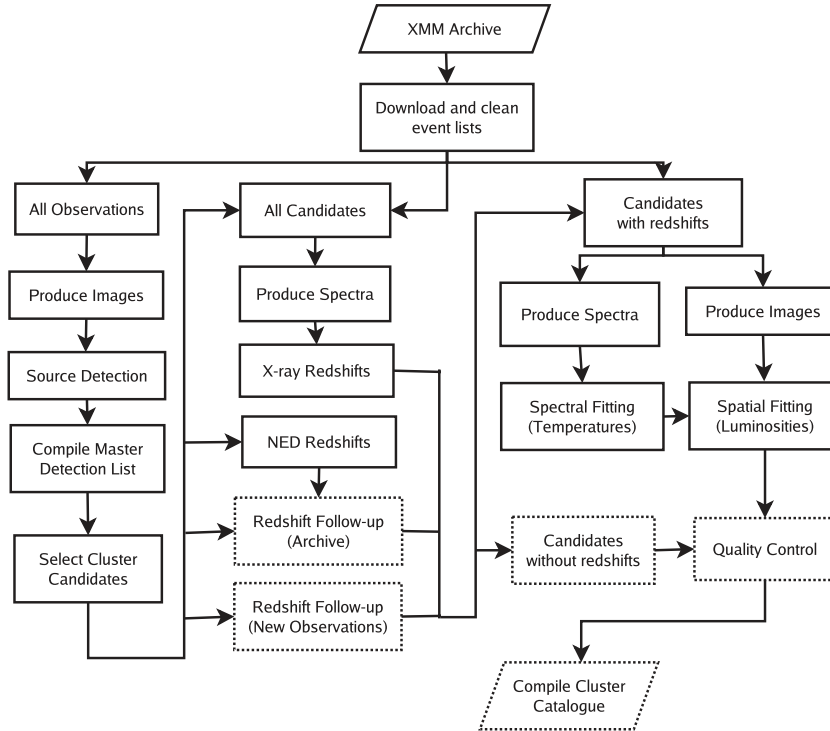 XMM Archive
Download and clean
event lists
All Observations
Produce Images
Source Detection
Compile Master
Detection List
Select Cluster
Candidates
All Candidates
Produce Spectra
X-ray Redshifts
NED Redshifts
Redshift Follow-up
(Archive)
Redshift Follow-up
(New Observations)
Candidates
with redshifts
Produce Spectra
Produce Images
Spectral Fitting
(Temperatures)
Spatial Fitting
(Luminosities)
Candidates
without redshifts
Quality Control
Compile Cluster
Catalogue